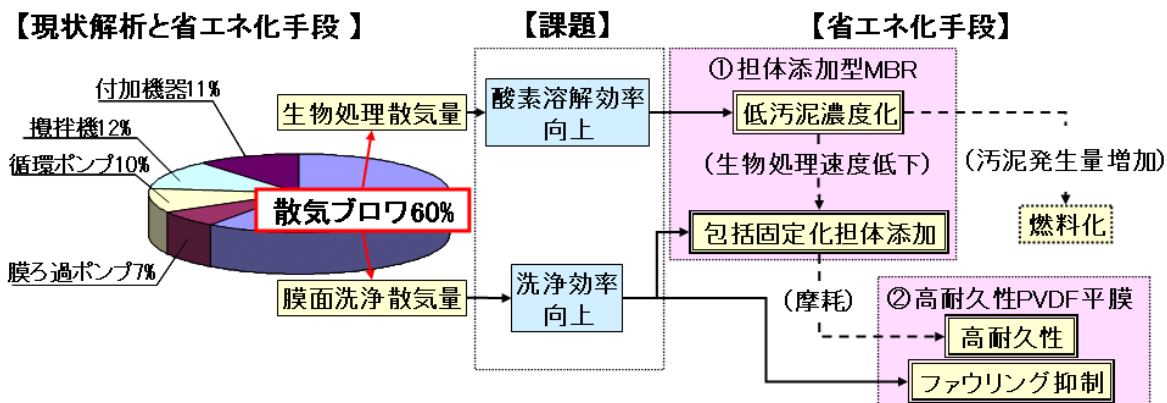 【現状解析と省エネ化手段 】
【課題】
【省エネ化手段】
付加機器11%
攪拌機12%
循環ポンプ10%
膜ろ過ポンプ7%
散気ブロワ60%
生物処理散気量
膜面洗浄散気量
酸素溶解効率
向上
洗浄効率
向上
①担体添加型MBR
低汚泥濃度化
(生物処理速度低下)
包括固定化担体添加
(汚泥発生量増加)
燃料化
(摩耗)
②高耐久性PVDF平膜
高耐久性
ファウリング抑制